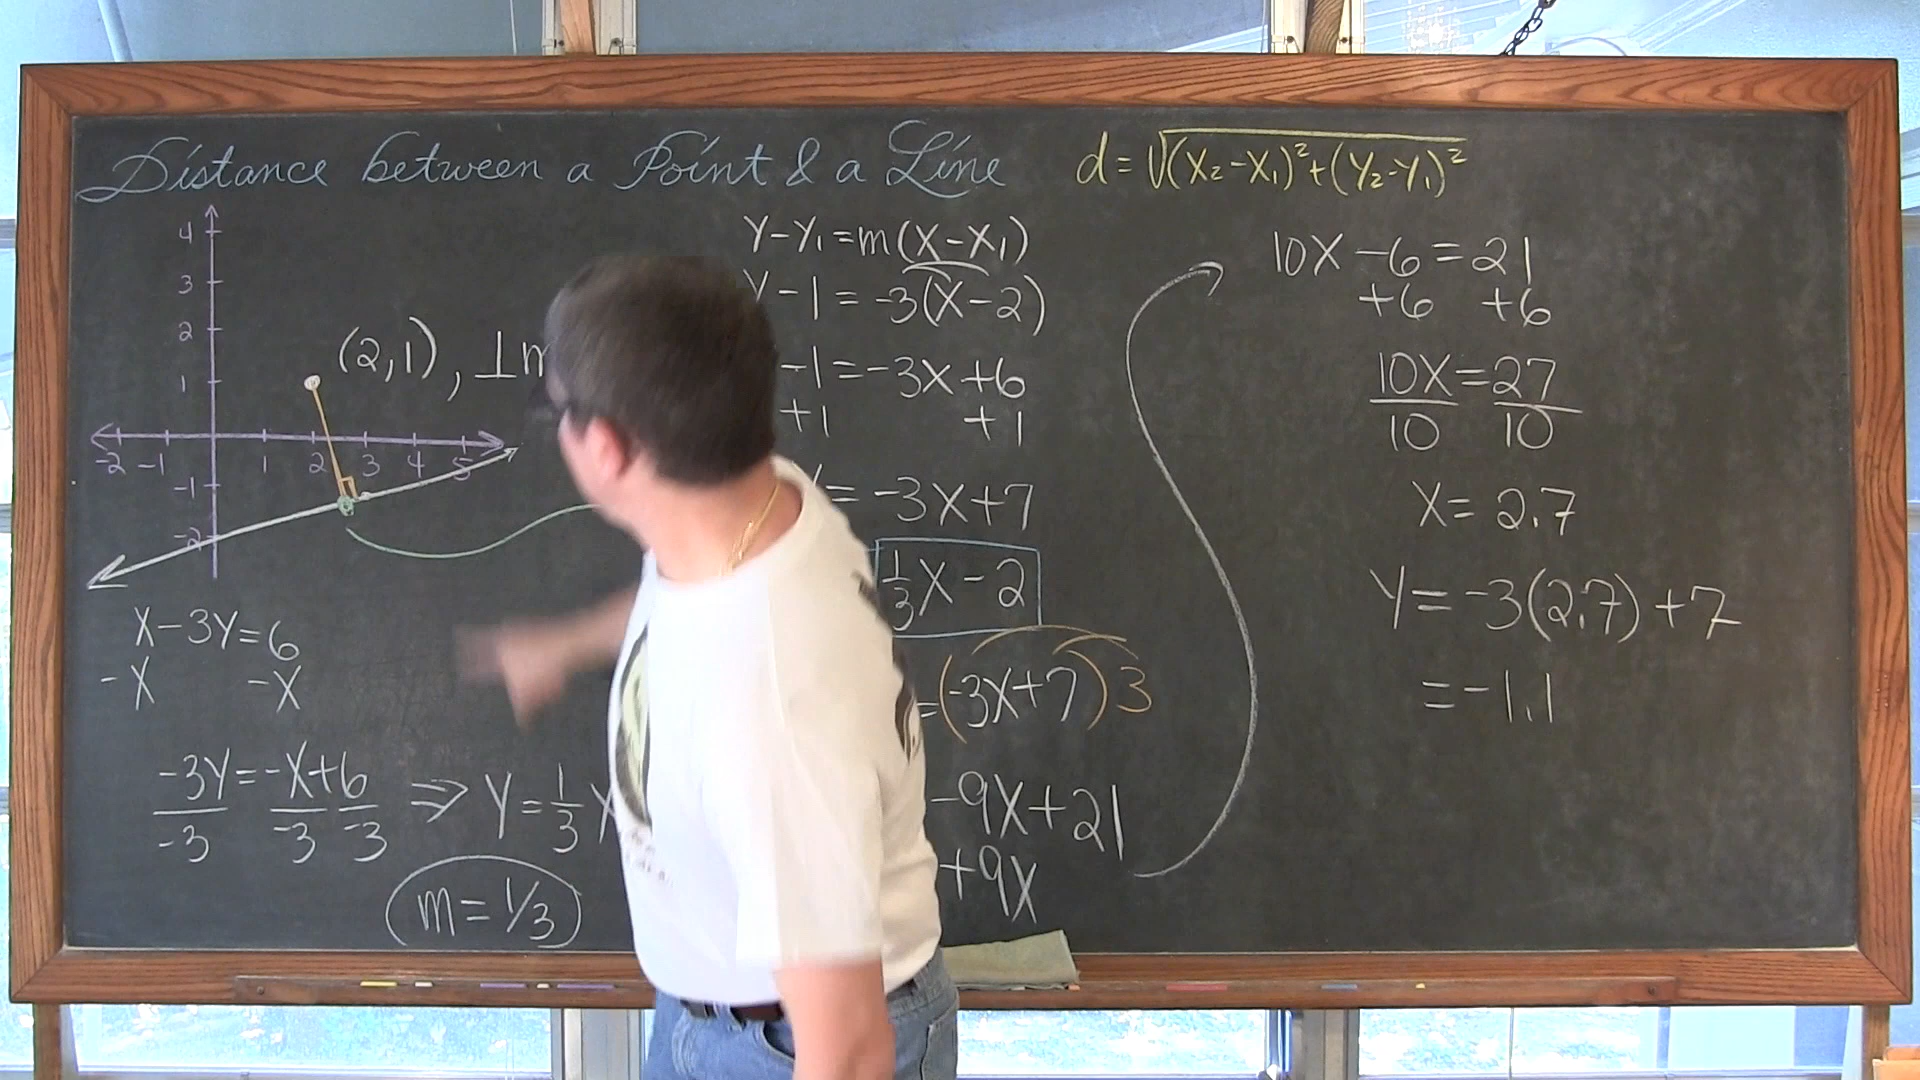 Distance between a Point & a Line
d = √(X₂-X₁)²+(Y₂-Y₁)²
4
3
2
1
-2 -1 1 2 3 4 5
-1
-2
(2,1), ⊥m
X-3Y=6
-X -X
-3Y=-X+6
-3 -3 -3
⇒ Y=1/3X
m=1/3
Y-Y₁=m(X-X₁)
Y-1=-3(X-2)
-1=-3X+6
+1 +1
Y=-3X+7
1/3X-2
=(-3X+7)3
-9X+21
+9X
10X-6=21
+6 +6
10X=27
10 10
X=2.7
Y=-3(2.7)+7
=-1.1